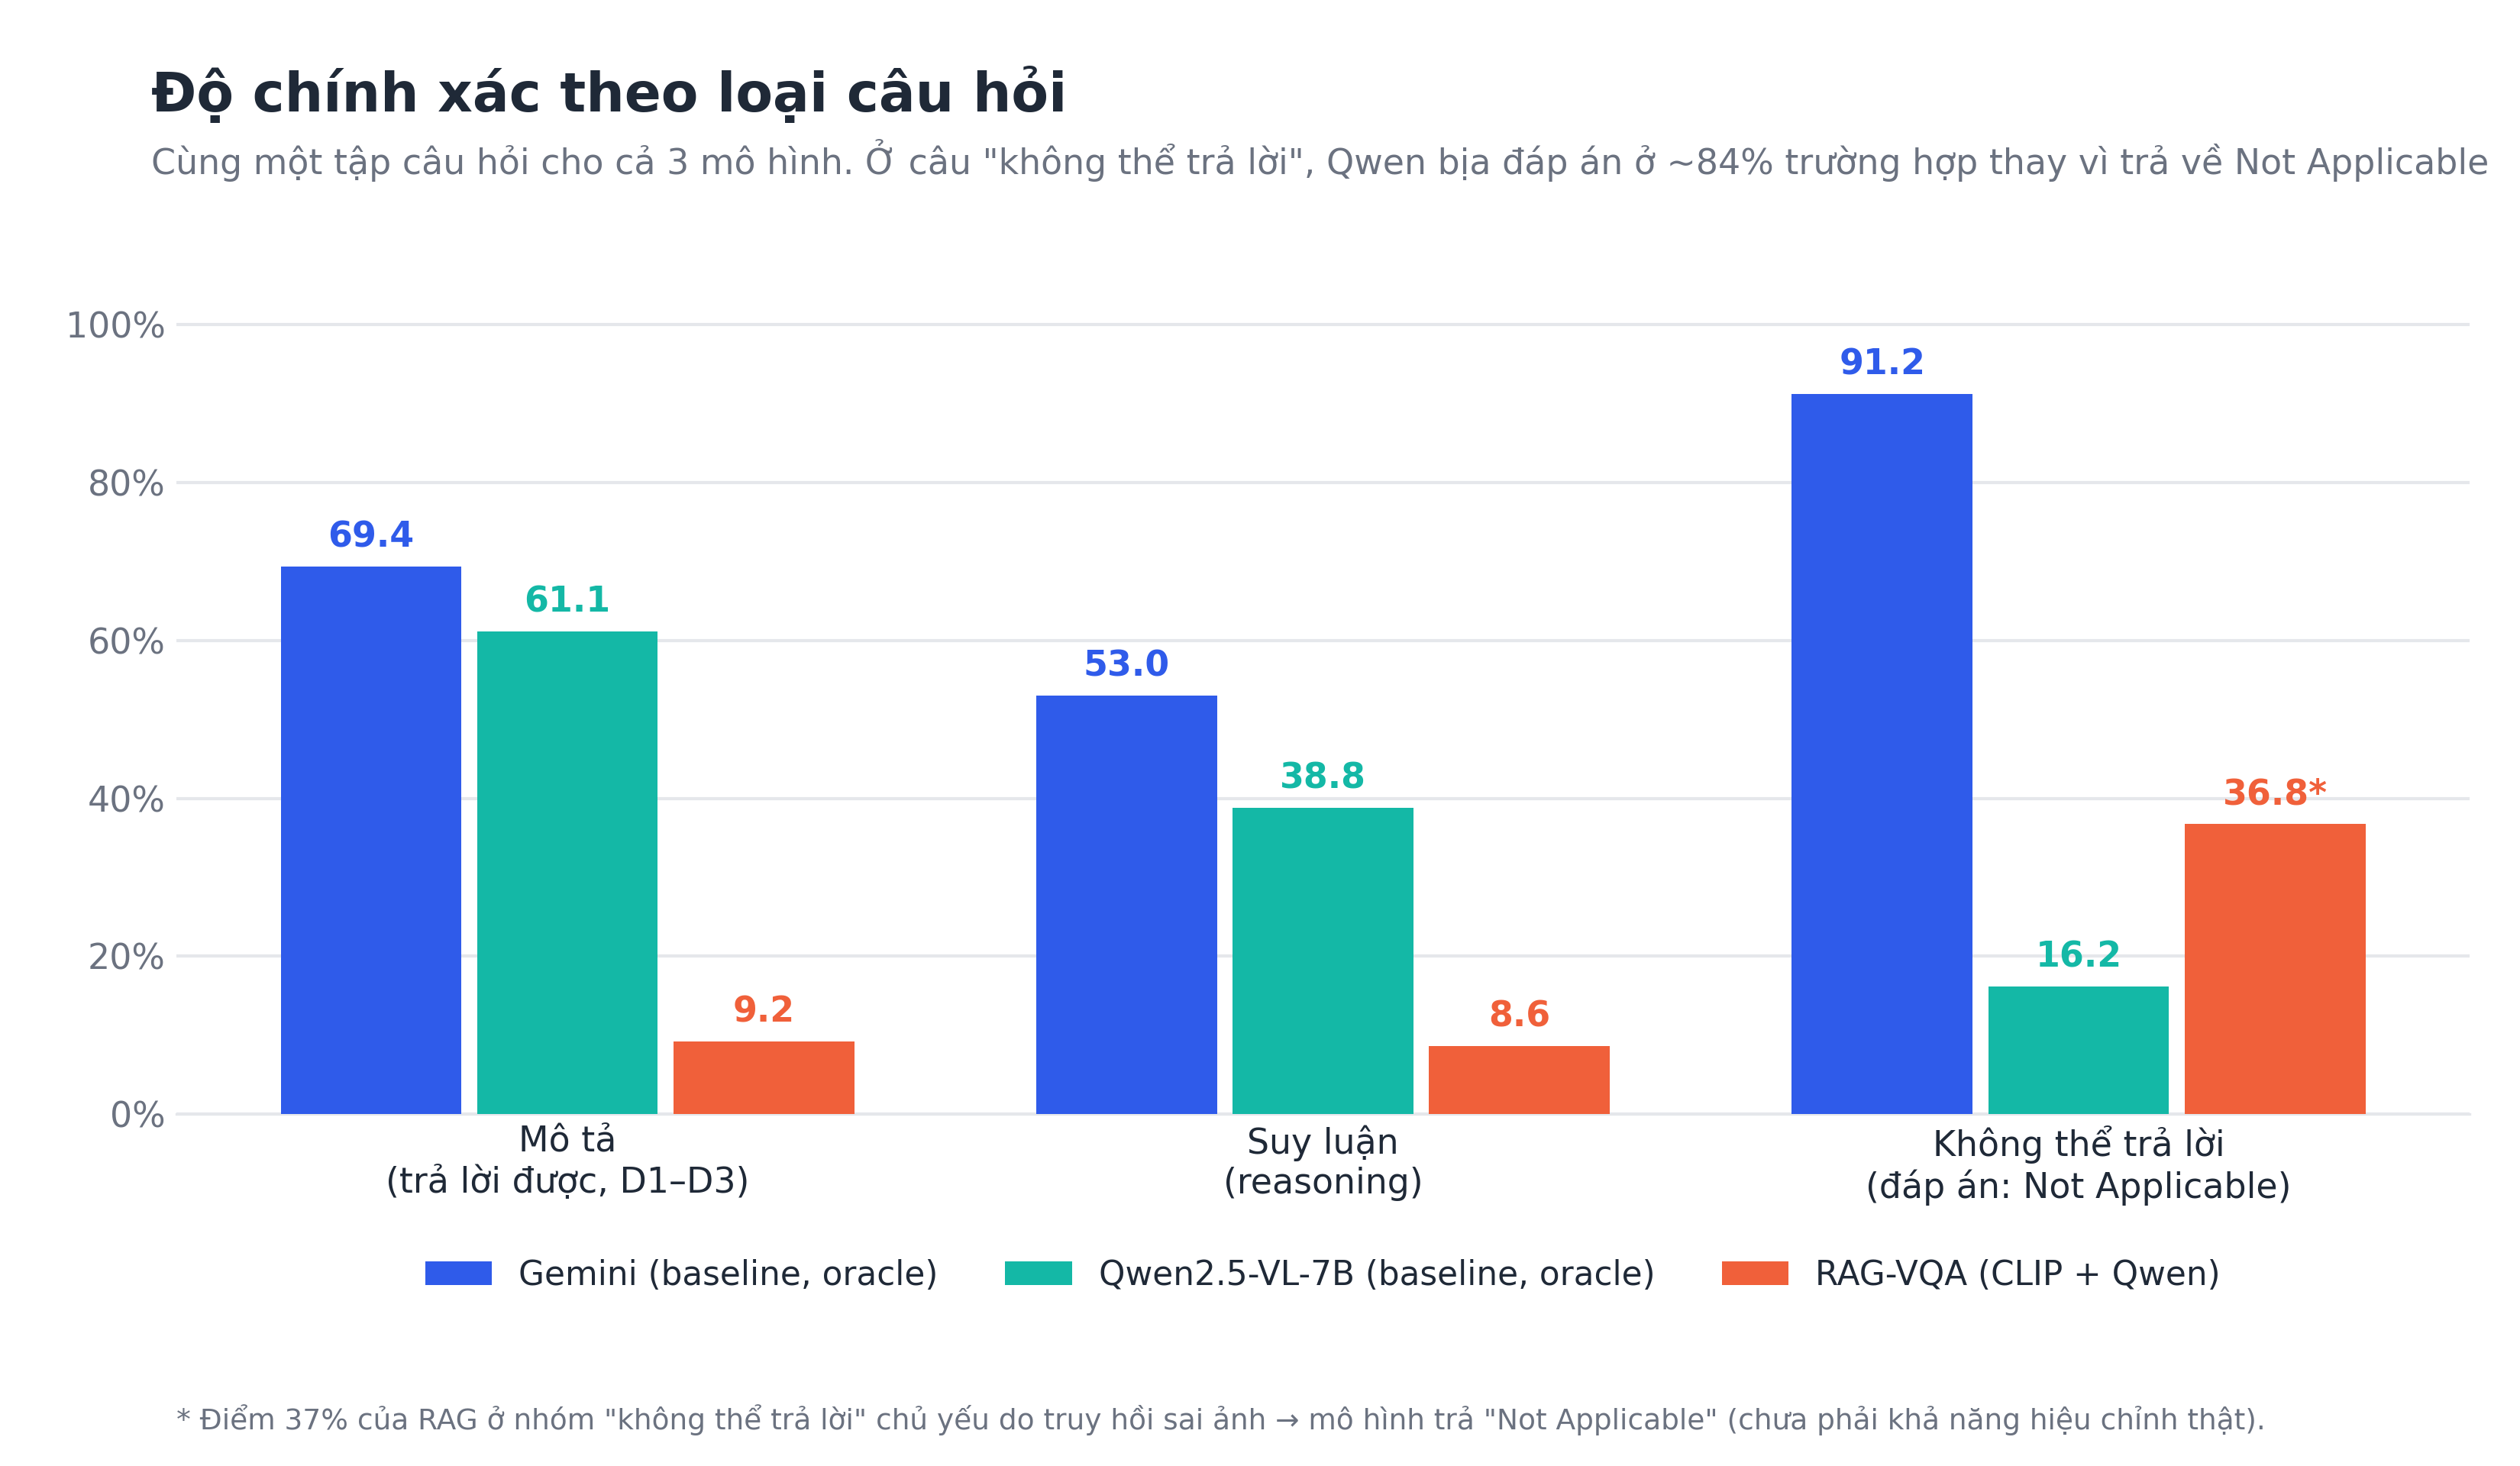 Độ chính xác theo loại câu hỏi
Cùng một tập câu hỏi cho cả 3 mô hình. Ở câu "không thể trả lời", Qwen bịa đáp án ở ~84% trường hợp thay vì trả về Not Applicable
100%
80%
60%
40%
20%
0%
69.4
61.1
9.2
53.0
38.8
8.6
91.2
16.2
36.8*
Mô tả
(trả lời được, D1–D3)
Suy luận
(reasoning)
Không thể trả lời
(đáp án: Not Applicable)
Gemini (baseline, oracle)
Qwen2.5-VL-7B (baseline, oracle)
RAG-VQA (CLIP + Qwen)
* Điểm 37% của RAG ở nhóm "không thể trả lời" chủ yếu do truy hồi sai ảnh → mô hình trả "Not Applicable" (chưa phải khả năng hiệu chỉnh thật).